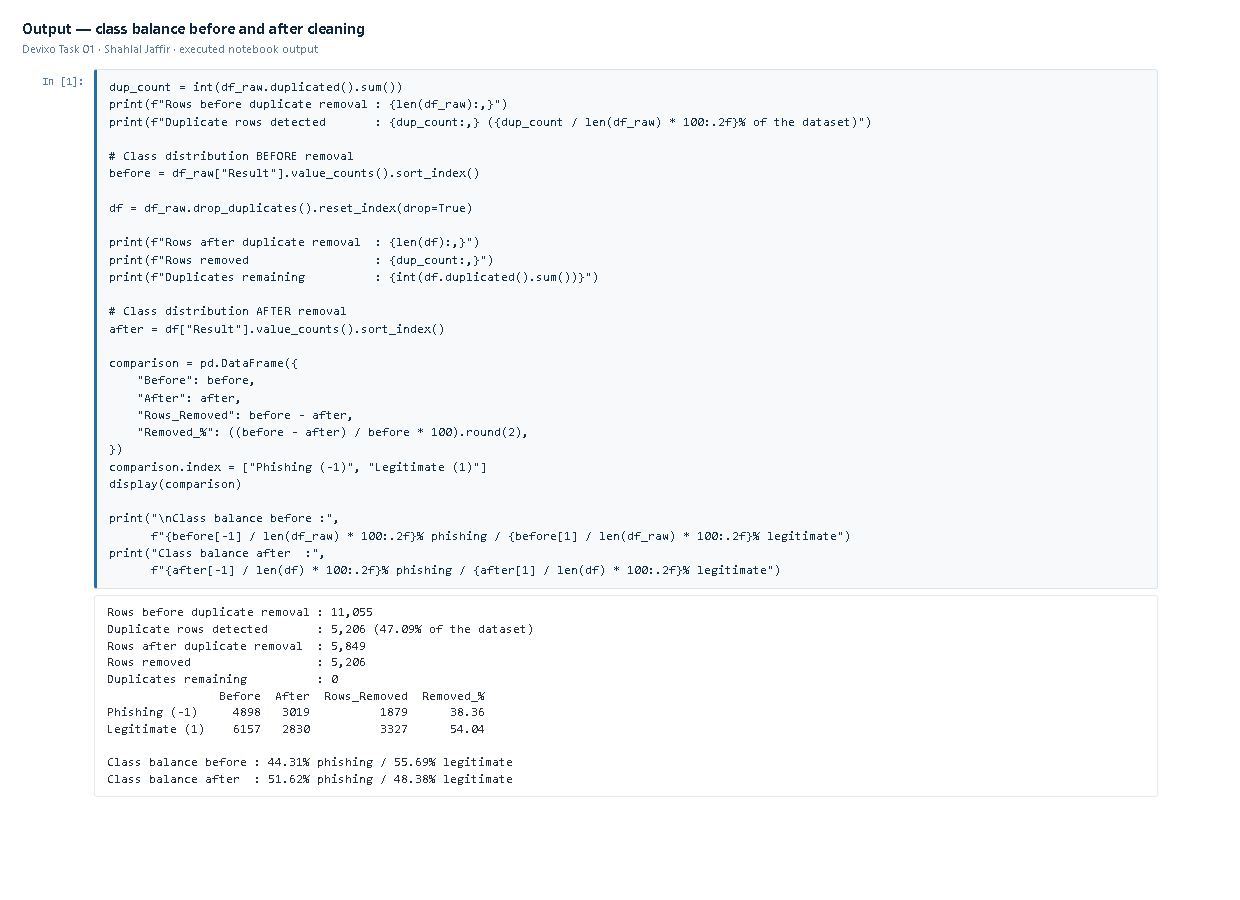 Output — class balance before and after cleaning
Devixo Task 01 · Shahlal Jaffir · executed notebook output
In [1]:
dup_count = int(df_raw.duplicated().sum())
print(f"Rows before duplicate removal : {len(df_raw):,}")
print(f"Duplicate rows detected       : {dup_count:,} ({dup_count / len(df_raw) * 100:.2f}% of the dataset)")
# Class distribution BEFORE removal
before = df_raw["Result"].value_counts().sort_index()
df = df_raw.drop_duplicates().reset_index(drop=True)
print(f"Rows after duplicate removal  : {len(df):,}")
print(f"Rows removed                  : {dup_count:,}")
print(f"Duplicates remaining          : {int(df.duplicated().sum())}")
# Class distribution AFTER removal
after = df["Result"].value_counts().sort_index()
comparison = pd.DataFrame({
    "Before": before,
    "After": after,
    "Rows_Removed": before - after,
    "Removed_%": ((before - after) / before * 100).round(2),
})
comparison.index = ["Phishing (-1)", "Legitimate (1)"]
display(comparison)
print("\nClass balance before :",
      f"{before[-1] / len(df_raw) * 100:.2f}% phishing / {before[1] / len(df_raw) * 100:.2f}% legitimate")
print("Class balance after  :",
      f"{after[-1] / len(df) * 100:.2f}% phishing / {after[1] / len(df) * 100:.2f}% legitimate")
Rows before duplicate removal : 11,055
Duplicate rows detected       : 5,206 (47.09% of the dataset)
Rows after duplicate removal  : 5,849
Rows removed                  : 5,206
Duplicates remaining          : 0
                Before  After  Rows_Removed  Removed_%
Phishing (-1)     4898   3019          1879      38.36
Legitimate (1)    6157   2830          3327      54.04
Class balance before : 44.31% phishing / 55.69% legitimate
Class balance after  : 51.62% phishing / 48.38% legitimate